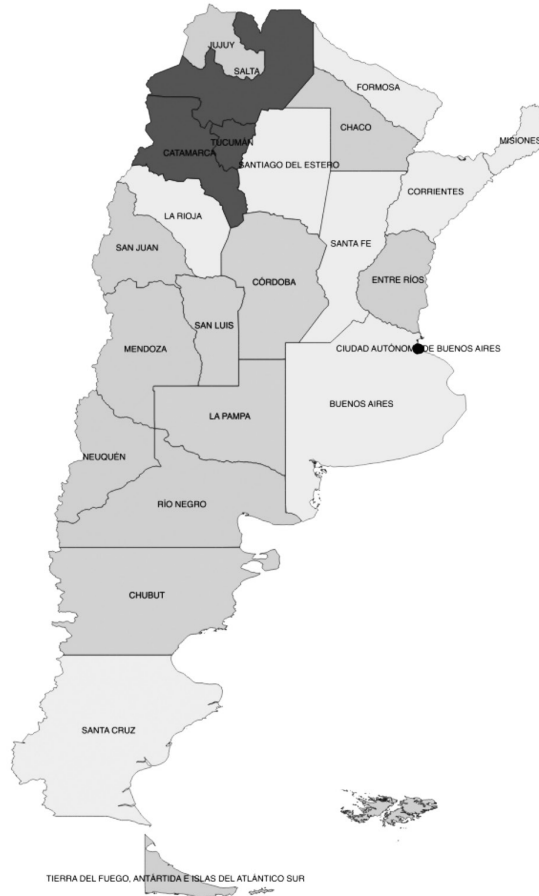 JUJUY
SALTA
FORMOSA
CHACO
TUCUMÁN
MISIONES
CATAMARCA
SANTIAGO DEL ESTERO
CORRIENTES
LA RIOJA
SANTA FE
SAN JUAN
CÓRDOBA
ENTRE RÍOS
SAN LUIS
MENDOZA
CIUDAD AUTÓNOMA DE BUENOS AIRES
BUENOS AIRES
LA PAMPA
NEUQUÉN
RÍO NEGRO
CHUBUT
SANTA CRUZ
TIERRA DEL FUEGO, ANTÁRTIDA E ISLAS DEL ATLÁNTICO SUR